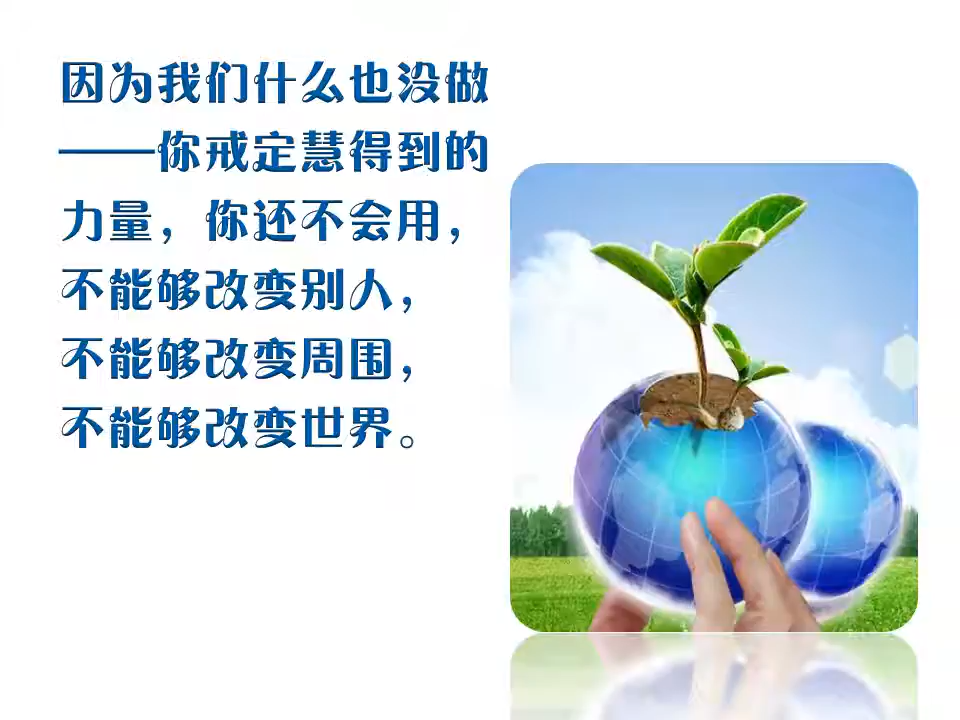 因为我们什么也没做
——你戒定慧得到的
力量，你还不会用，
不能够改变别人，
不能够改变周围，
不能够改变世界。